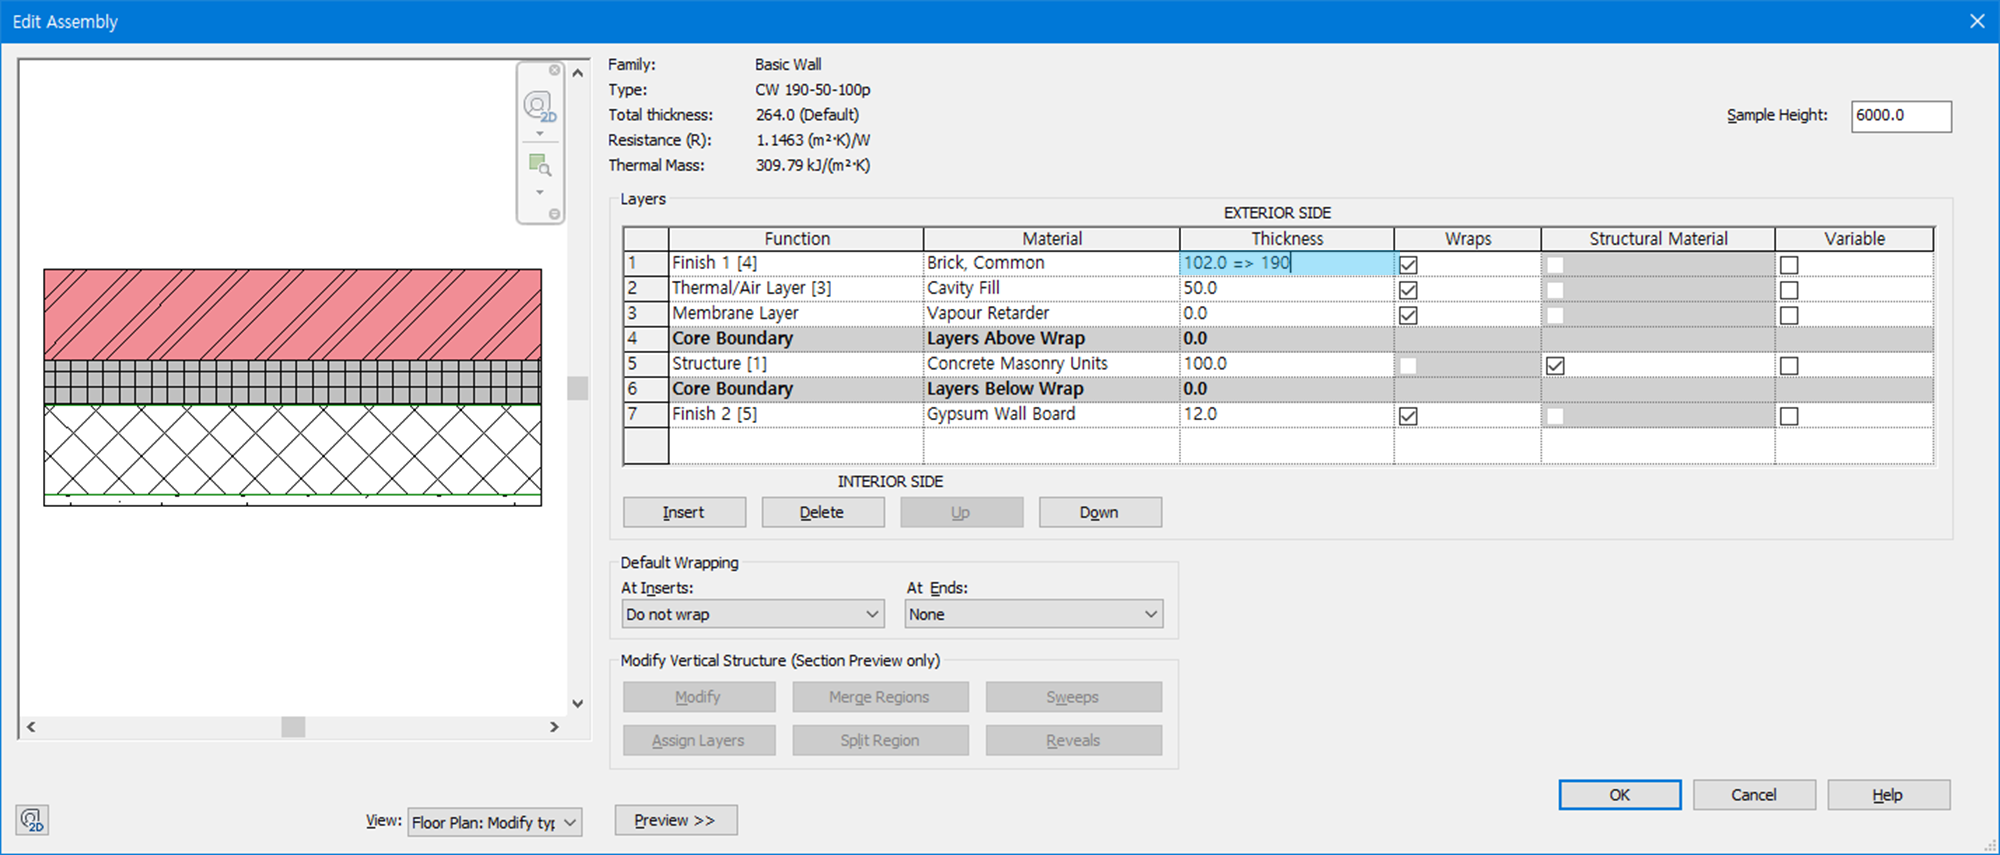 Edit Assembly
2D
Family: Basic Wall
Type: CW 190-50-100p
Total thickness: 264.0 (Default)
Resistance (R): 1.1463 (m²·K)/W
Thermal Mass: 309.79 kJ/(m²·K)
Sample Height: 6000.0
Layers
EXTERIOR SIDE
Function Material Thickness Wraps Structural Material Variable
1 Finish 1 [4] Brick, Common 102.0 => 190
2 Thermal/Air Layer [3] Cavity Fill 50.0
3 Membrane Layer Vapour Retarder 0.0
4 Core Boundary Layers Above Wrap 0.0
5 Structure [1] Concrete Masonry Units 100.0
6 Core Boundary Layers Below Wrap 0.0
7 Finish 2 [5] Gypsum Wall Board 12.0
INTERIOR SIDE
Insert Delete Up Down
Default Wrapping
At Inserts: At Ends:
Do not wrap None
Modify Vertical Structure (Section Preview only)
Modify Merge Regions Sweeps
Assign Layers Split Region Reveals
OK Cancel Help
2D View: Floor Plan: Modify typ Preview >>